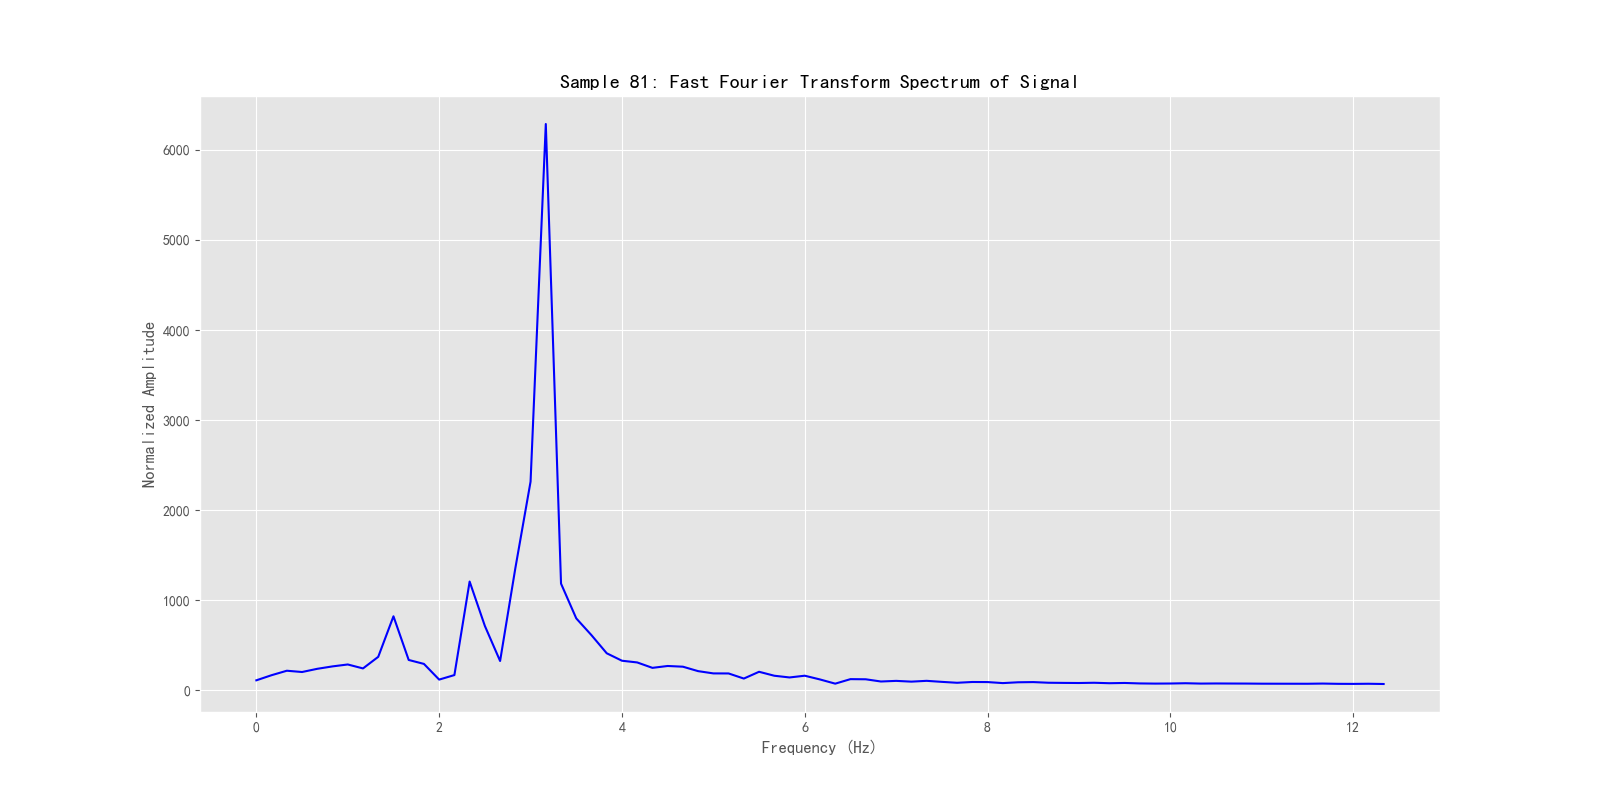 Sample 81: Fast Fourier Transform Spectrum of Signal
Normalized Amplitude
6000
5000
4000
3000
2000
1000
0
0 2 4 6 8 10 12
Frequency (Hz)